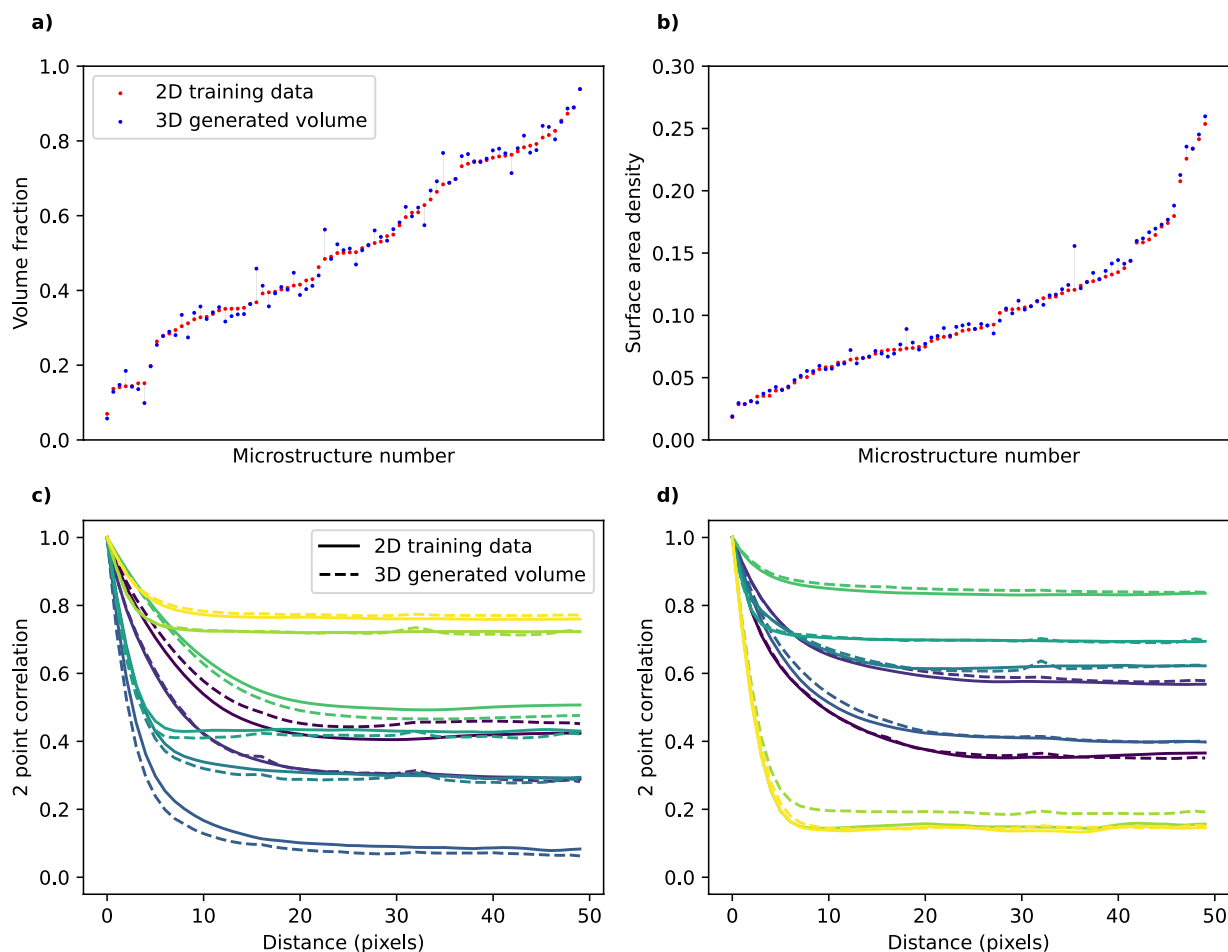 a)
1.0
0.8
0.6
0.4
0.2
0.0
Volume fraction
2D training data
3D generated volume
Microstructure number
b)
0.30
0.25
0.20
0.15
0.10
0.05
0.00
Surface area density
Microstructure number
c)
1.0
0.8
0.6
0.4
0.2
0.0
2 point correlation
2D training data
3D generated volume
0 10 20 30 40 50
Distance (pixels)
d)
1.0
0.8
0.6
0.4
0.2
0.0
2 point correlation
0 10 20 30 40 50
Distance (pixels)